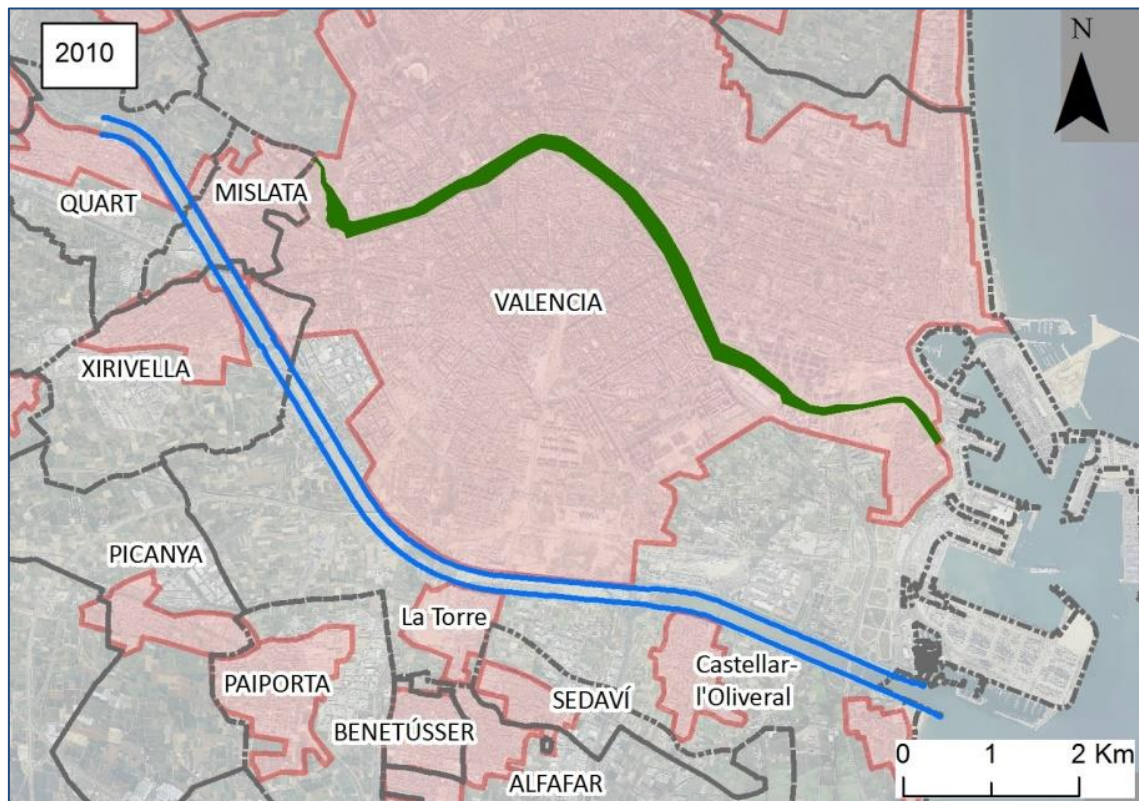 2010
N
MISLATA
QUART
VALENCIA
XIRIVELLA
PICANYA
La Torre
PAIPORTA
Castellar-
l'Oliveral
SEDAVÍ
BENETÚSSER
ALFAFAR
0 1 2 Km